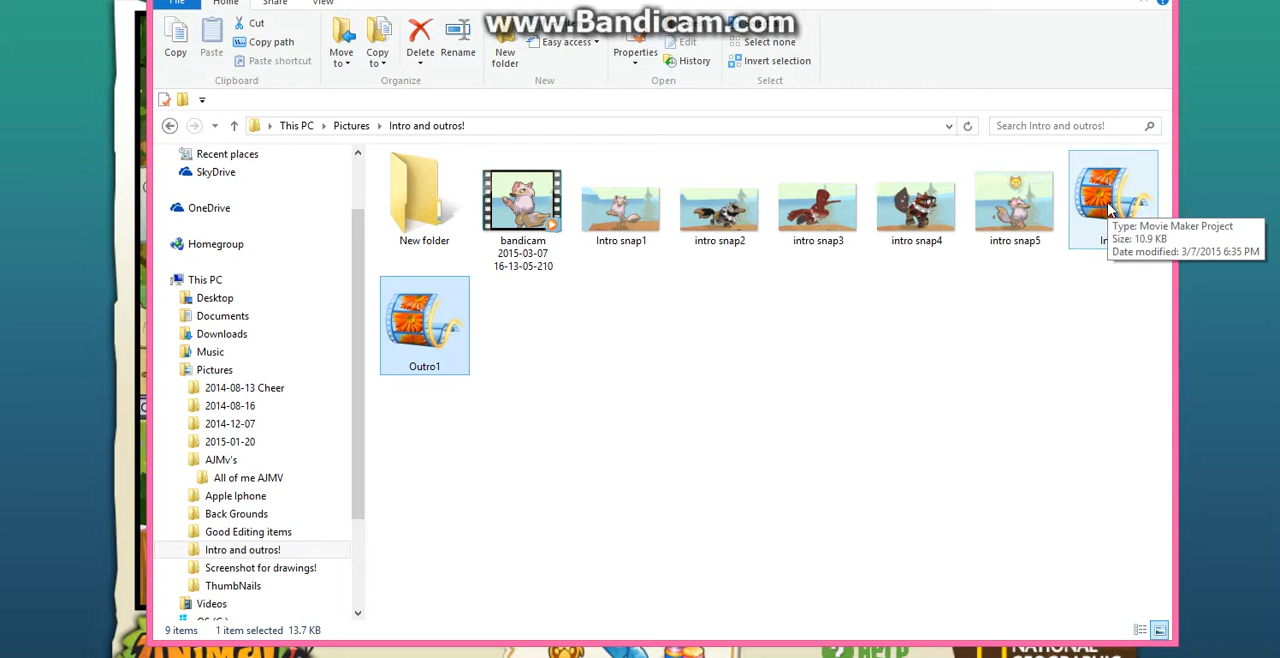 File Home Share View
www.Bandicam.com
Cut
Copy path
Paste shortcut
Copy Paste
Clipboard
Move to Copy to Delete Rename
Organize
New folder
Easy access
New
Properties
Edit
History
Open
Select none
Invert selection
Select
This PC Pictures Intro and outros!
Search Intro and outros!
Recent places
SkyDrive
OneDrive
Homegroup
This PC
Desktop
Documents
Downloads
Music
Pictures
2014-08-13 Cheer
2014-08-16
2014-12-07
2015-01-20
AJMv's
All of me AJMV
Apple Iphone
Back Grounds
Good Editing items
Intro and outros!
Screenshot for drawings!
ThumbNails
Videos
New folder
bandicam
2015-03-07
16-13-05-210
Intro snap1
intro snap2
intro snap3
intro snap4
intro snap5
Type: Movie Maker Project
Size: 10.9 KB
Date modified: 3/7/2015 6:35 PM
Outro1
9 items 1 item selected 13.7 KB
HELP
NATIONAL